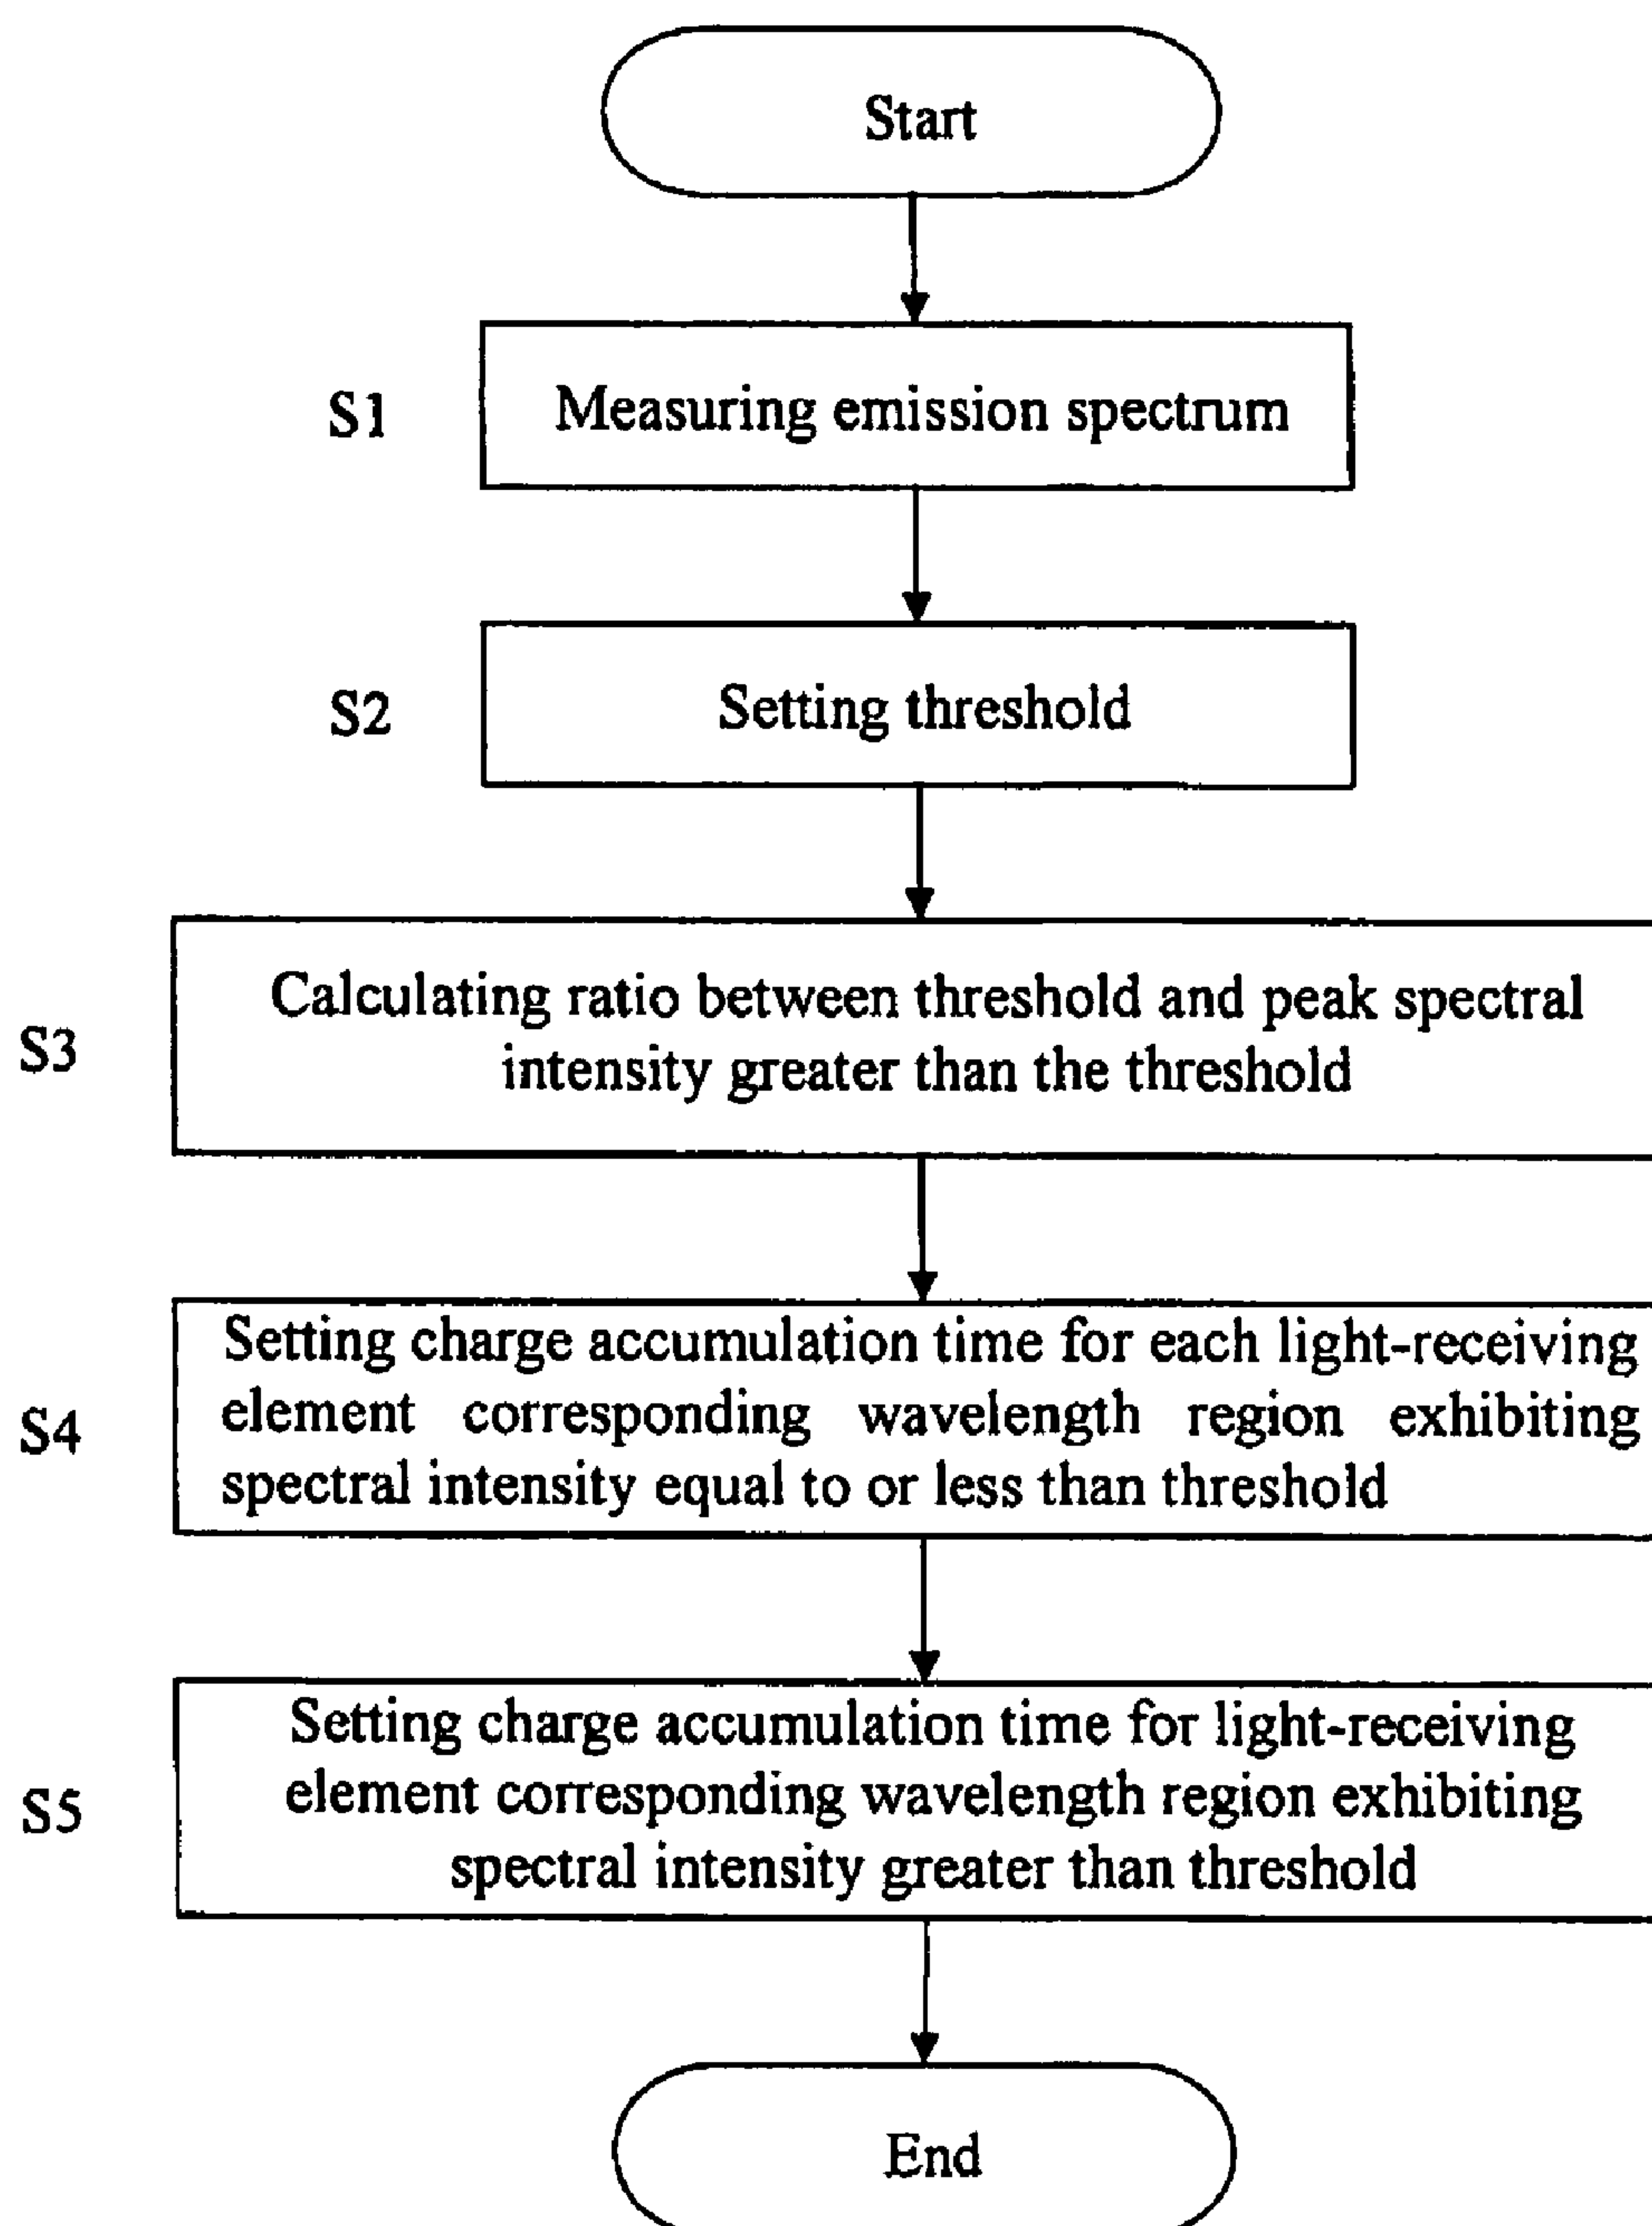 Start
S1
Measuring emission spectrum
S2
Setting threshold
S3
Calculating ratio between threshold and peak spectral
intensity greater than the threshold
S4
Setting charge accumulation time for each light-receiving
element corresponding wavelength region exhibiting
spectral intensity equal to or less than threshold
S5
Setting charge accumulation time for light-receiving
element corresponding wavelength region exhibiting
spectral intensity greater than threshold
End